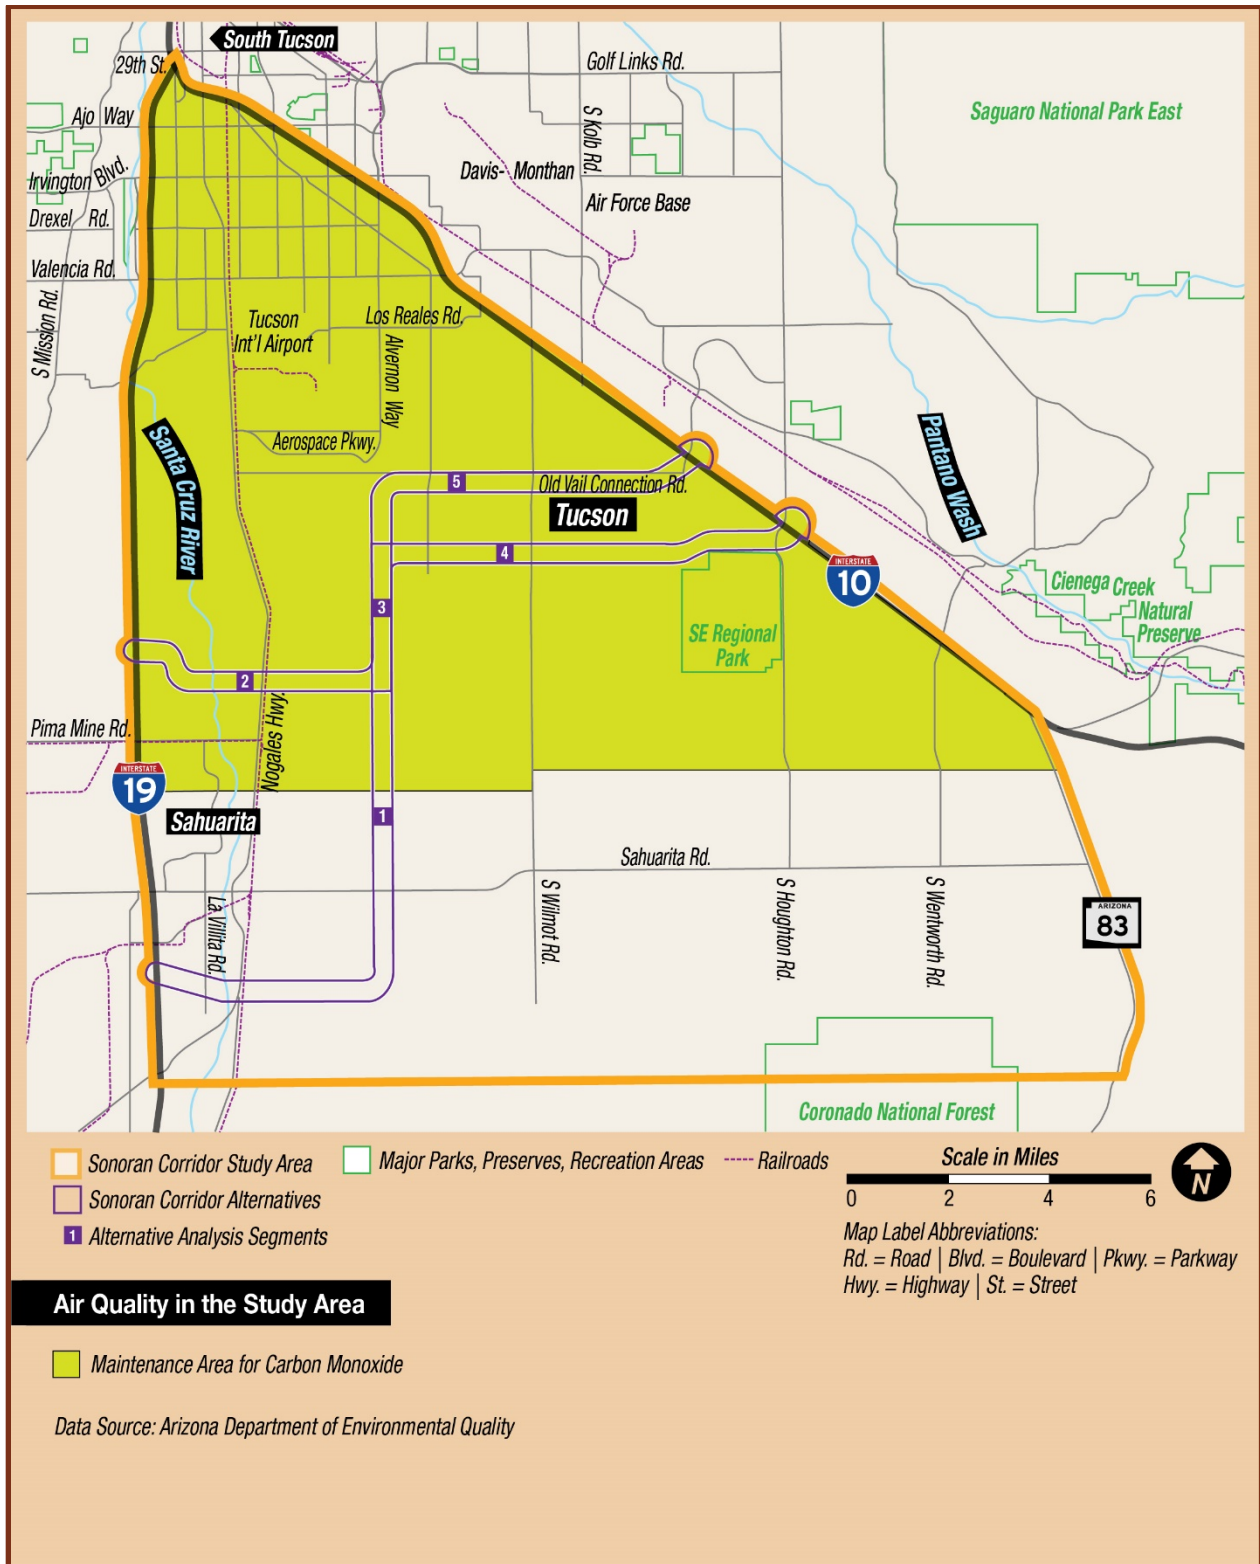 South Tucson
29th St.
Golf Links Rd.
Ajo Way
S Kolb Rd.
Saguaro National Park East
Irvington Blvd.
Davis- Monthan
Air Force Base
Drexel Rd.
Valencia Rd.
S Mission Rd.
Tucson
Int'l Airport
Los Reales Rd.
Alvernon Way
Aerospace Pkwy.
Santa Cruz River
Pantano Wash
5
Old Vail Connection Rd.
Tucson
4
INTERSTATE
10
Cienega Creek
Natural
Preserve
3
SE Regional
Park
2
Nogales Hwy.
Pima Mine Rd.
INTERSTATE
19
Sahuarita
1
Sahuarita Rd.
La Villita Rd.
S Wilmot Rd.
S Houghton Rd.
S Wentworth Rd.
ARIZONA
83
Coronado National Forest
Sonoran Corridor Study Area
Major Parks, Preserves, Recreation Areas
Railroads
Scale in Miles
N
0 2 4 6
Sonoran Corridor Alternatives
1 Alternative Analysis Segments
Map Label Abbreviations:
Rd. = Road | Blvd. = Boulevard | Pkwy. = Parkway
Hwy. = Highway | St. = Street
Air Quality in the Study Area
Maintenance Area for Carbon Monoxide
Data Source: Arizona Department of Environmental Quality